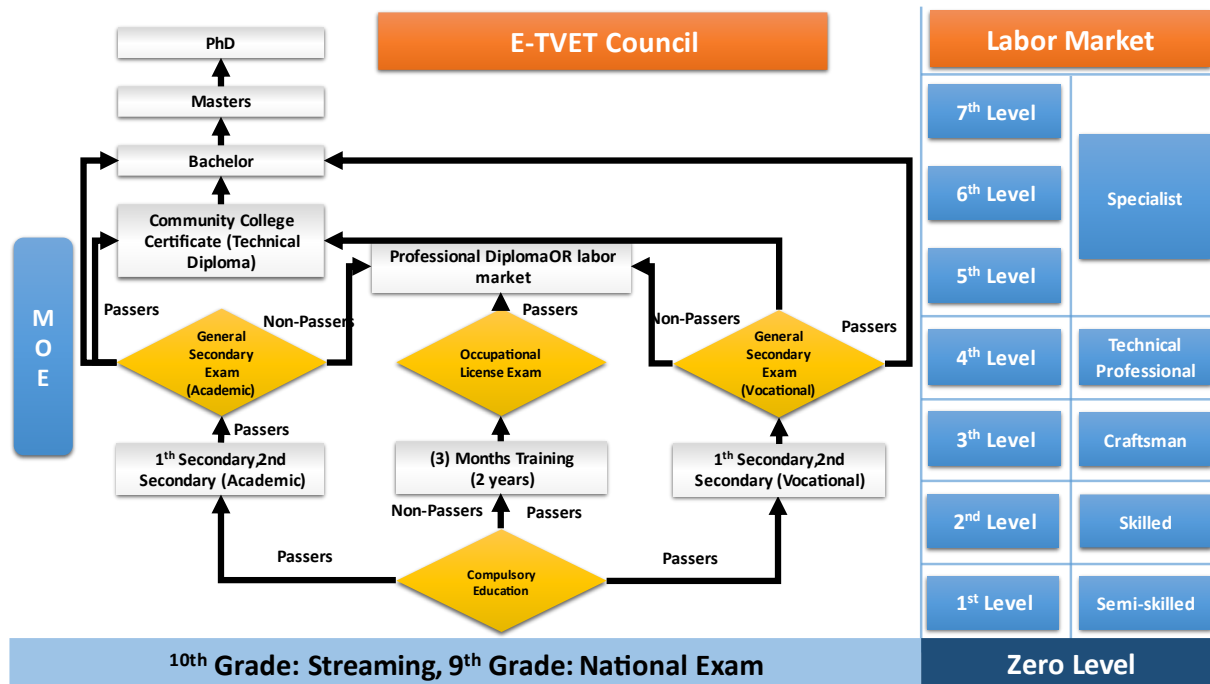 PhD
E-TVET Council
Labor Market
Masters
7th Level
Bachelor
6th Level
Specialist
Community College
Certificate (Technical
Diploma)
Professional DiplomaOR labor
market
5th Level
M
O
E
Passers
Non-Passers
Passers
Non-Passers
Passers
General
Secondary
Exam
(Academic)
Occupational
License Exam
General
Secondary
Exam
(Vocational)
4th Level
Technical
Professional
Passers
1th Secondary,2nd
Secondary (Academic)
(3) Months Training
(2 years)
1th Secondary,2nd
Secondary (Vocational)
3th Level
Craftsman
Non-Passers
Passers
2nd Level
Skilled
Passers
Passers
Compulsory
Education
1st Level
Semi-skilled
10th Grade: Streaming, 9th Grade: National Exam
Zero Level